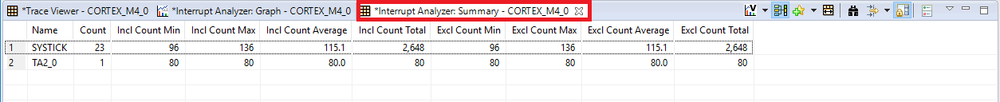 *Trace Viewer - CORTEX_M4_0 *Interrupt Analyzer: Graph - CORTEX_M4_0 *Interrupt Analyzer: Summary - CORTEX_M4_0
Name Count Incl Count Min Incl Count Max Incl Count Average Incl Count Total Excl Count Min Excl Count Max Excl Count Average Excl Count Total
1 SYSTICK 23 96 136 115.1 2,648 96 136 115.1 2,648
2 TA2_0 1 80 80 80.0 80 80 80 80.0 80